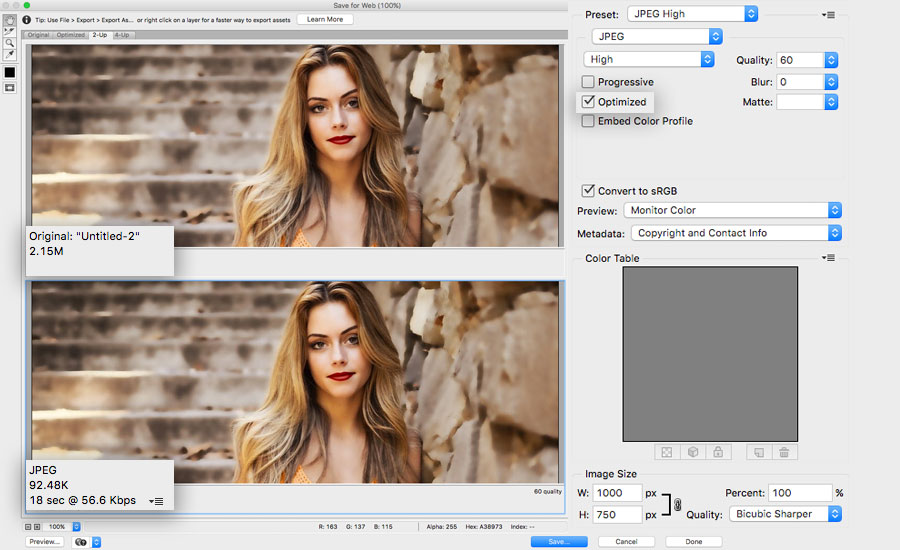 Save for Web (100%)
Tip: Use File > Export > Export As... or right click on a layer for a faster way to export assets
Learn More
Original Optimized 2-Up 4-Up
Original: "Untitled-2"
2.15M
JPEG
92.48K
18 sec @ 56.6 Kbps
60 quality
100%
R: 163 G: 137 B: 115 Alpha: 255 Hex: A38973 Index: --
Preview...
Save...
Cancel
Done
Preset: JPEG High
JPEG
High
Quality: 60
Progressive
Blur: 0
Optimized
Matte:
Embed Color Profile
Convert to sRGB
Preview: Monitor Color
Metadata: Copyright and Contact Info
Color Table
Image Size
W: 1000 px
Percent: 100 %
H: 750 px
Quality: Bicubic Sharper